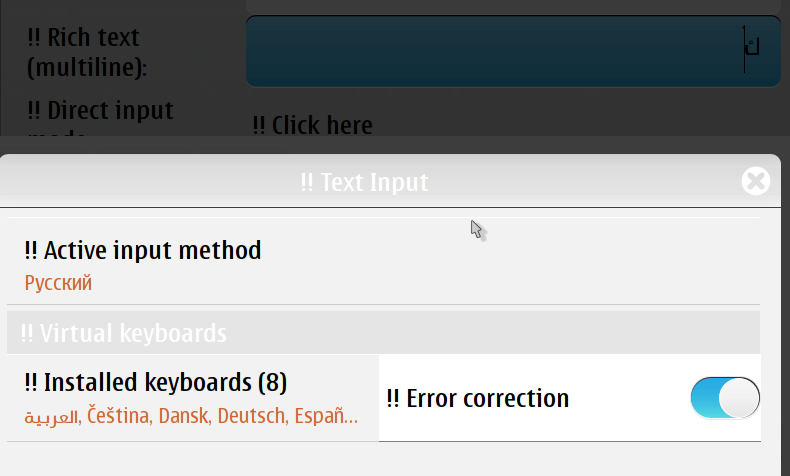 !! Rich text
(multiline):
ك
!! Direct input
mode
!! Click here
!! Text Input
!! Active input method
Русский
!! Virtual keyboards
!! Installed keyboards (8)
العربية, Čeština, Dansk, Deutsch, Españ...
!! Error correction